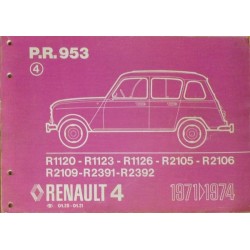 P.R. 953
4
R1120 - R1123 - R1126 - R2105 - R2106
R2109 - R2391 - R2392
RENAULT 4
1971>1974